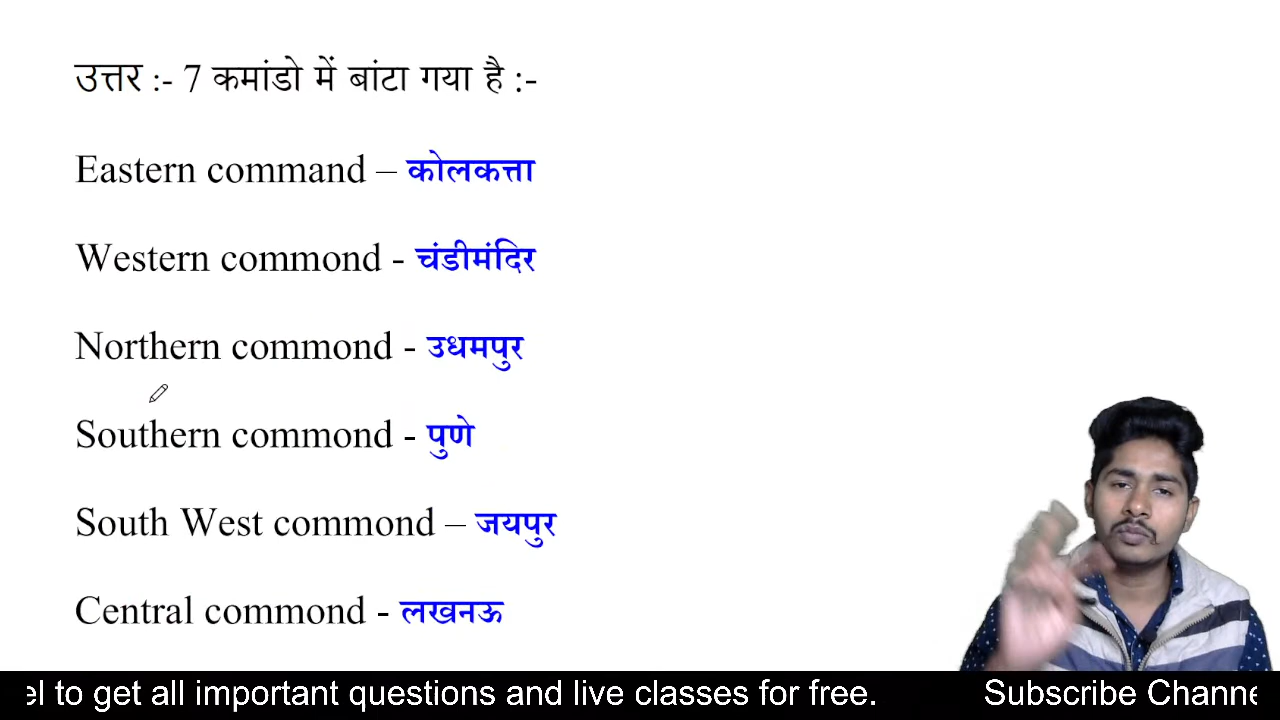 उत्तर :- 7 कमांडो में बांटा गया है :-
Eastern command – कोलकत्ता
Western commond - चंडीमंदिर
Northern commond - उधमपुर
Southern commond - पुणे
South West commond – जयपुर
Central commond - लखनऊ
el to get all important questions and live classes for free. Subscribe Channe